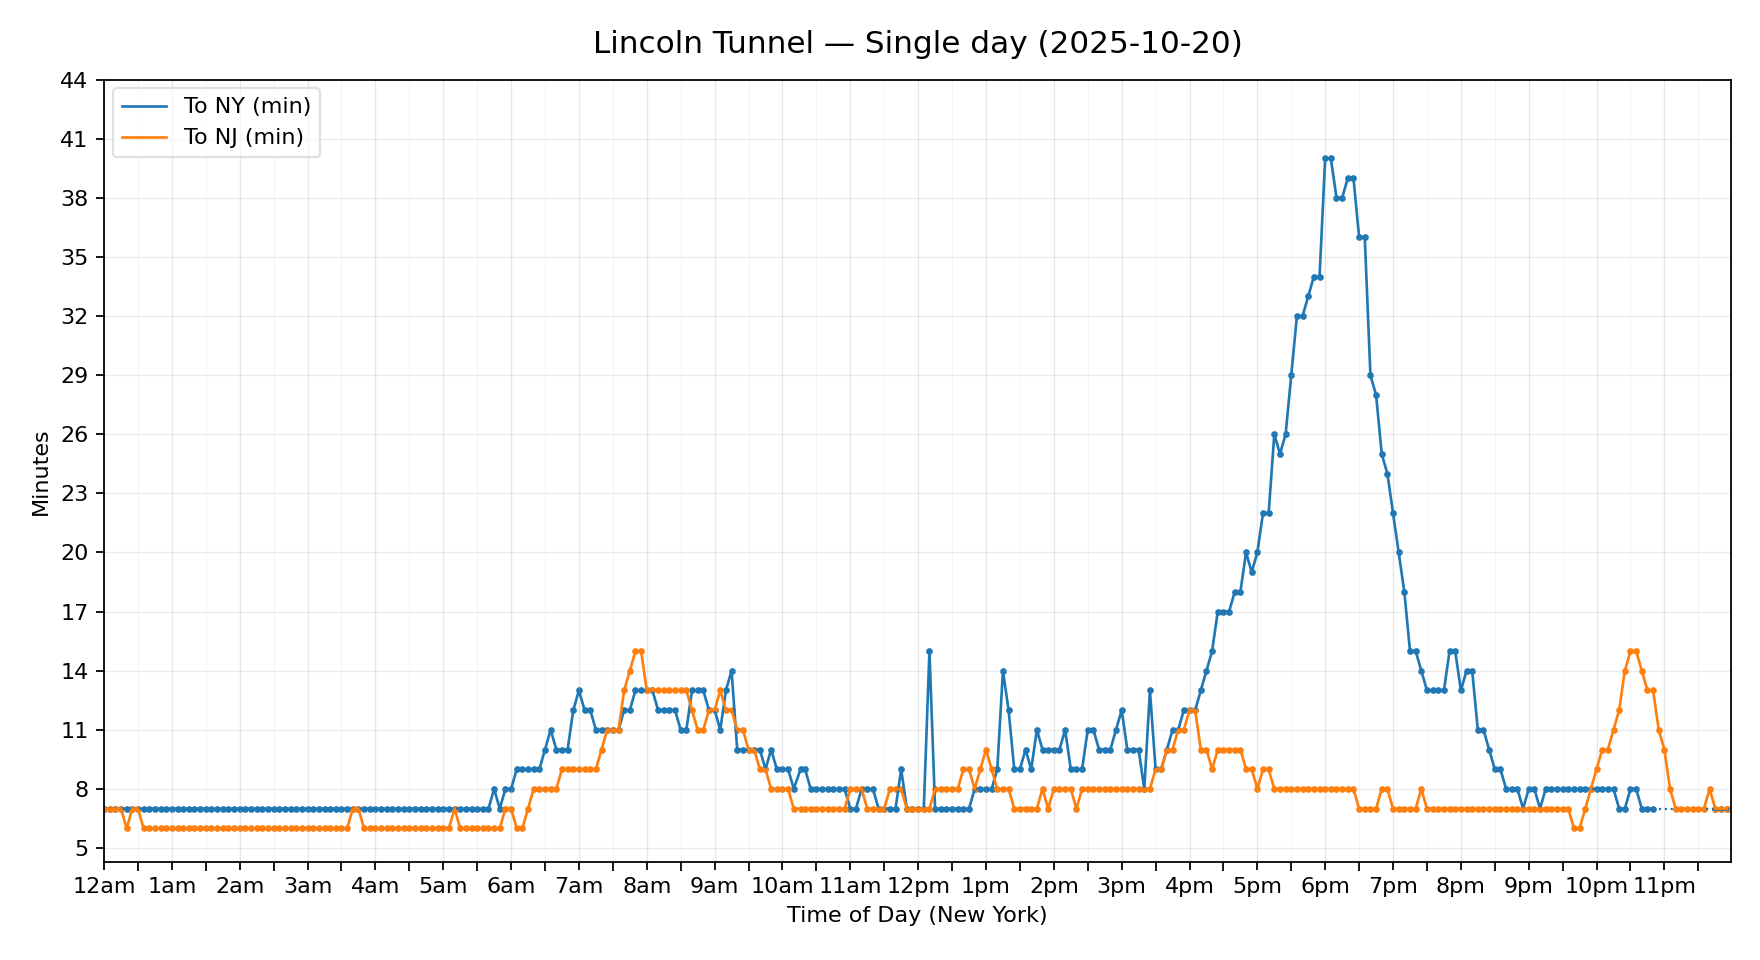 Lincoln Tunnel — Single day (2025-10-20)
To NY (min)
To NJ (min)
44
41
38
35
32
29
26
23
20
17
14
11
8
5
Minutes
12am 1am 2am 3am 4am 5am 6am 7am 8am 9am 10am 11am 12pm 1pm 2pm 3pm 4pm 5pm 6pm 7pm 8pm 9pm 10pm 11pm
Time of Day (New York)